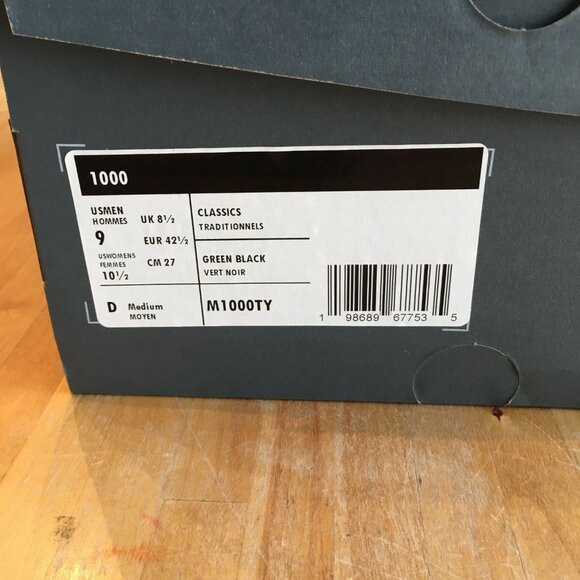 1000
USMEN
HOMMES
9
UK 8½
EUR 42½
USWOMENS
FEMMES
10½
CM 27
CLASSICS
TRADITIONNELS
GREEN BLACK
VERT NOIR
D Medium
MOYEN
M1000TY
1 98689 67753 5